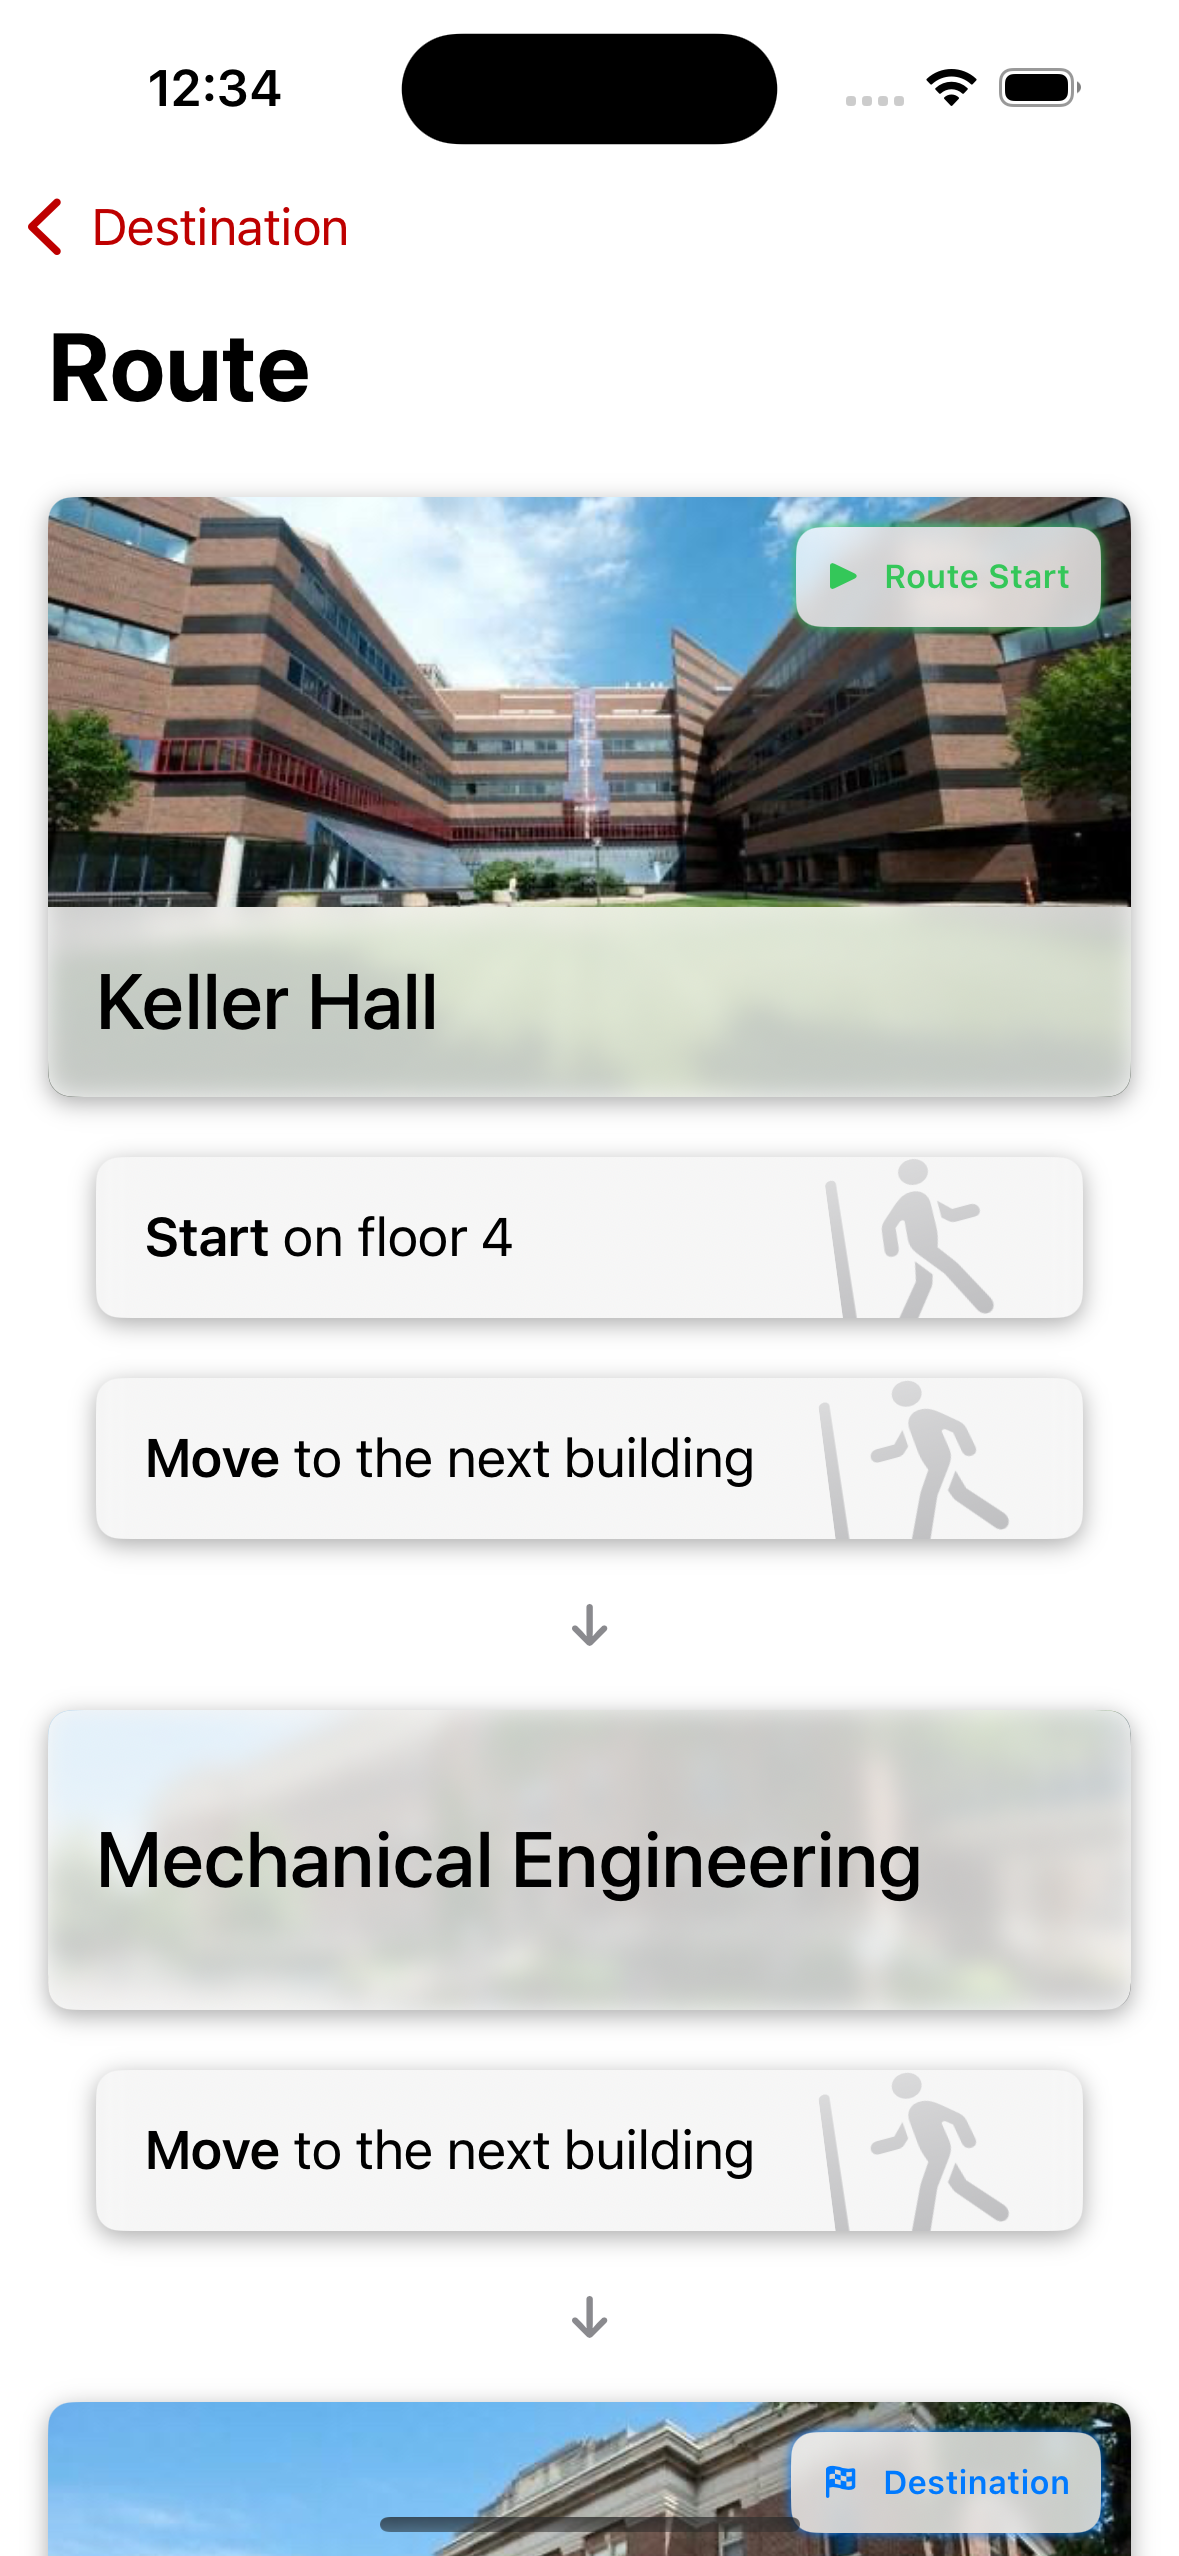 12:34
Destination
Route
Route Start
Keller Hall
Start on floor 4
Move to the next building
Mechanical Engineering
Move to the next building
Destination